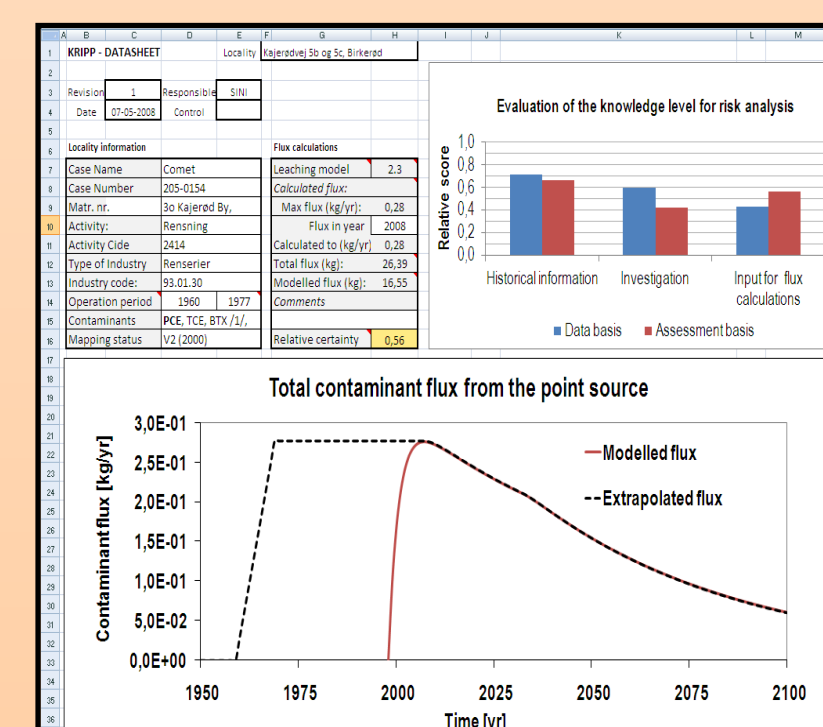 A B C D E F G H I J K L M
1 KRIPP - DATASHEET Locality Kajerødvej 5b og 5c, Birkerød
2
3 Revision 1 Responsible SINI
4 Date 07-05-2008 Control
5
6 Locality information Flux calculations
7 Case Name Comet Leaching model 2.3
8 Case Number 205-0154 Calculated flux:
9 Matr. nr. 3o Kajerød By, Max flux (kg/yr): 0,28
10 Activity: Rensning Flux in year 2008
11 Activity Cide 2414 Calculated to (kg/yr) 0,28
12 Type of Industry Renserier Total flux (kg): 26,39
13 Industry code: 93.01.30 Modelled flux (kg): 16,55
14 Operation period 1960 1977 Comments
15 Contaminants PCE, TCE, BTX /1/,
16 Mapping status V2 (2000) Relative certainty 0,56
Evaluation of the knowledge level for risk analysis
Relative score
1,0
0,8
0,6
0,4
0,2
0,0
Historical information Investigation Input for flux
calculations
Data basis Assessment basis
17
18
19
20
21
22
23
24
25
26
27
28
29
30
31
32
33
34
35
36
Total contaminant flux from the point source
Contaminant flux [kg/yr]
3,0E-01
2,5E-01
2,0E-01
1,5E-01
1,0E-01
5,0E-02
0,0E+00
Modelled flux
Extrapolated flux
1950 1975 2000 2025 2050 2075 2100
Time [yr]